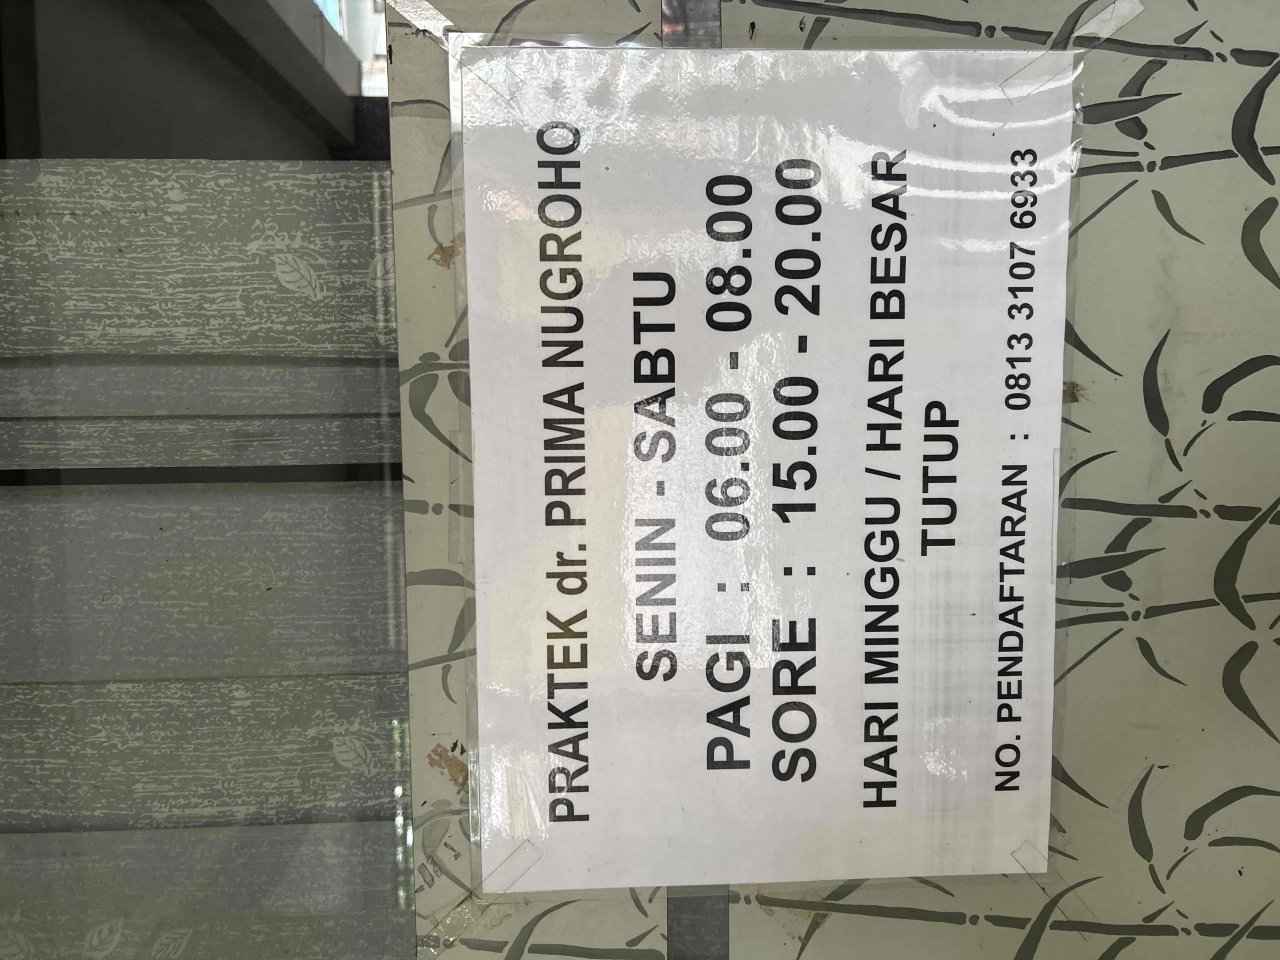 PRAKTEK dr. PRIMA NUGROHO
SENIN - SABTU
PAGI : 06.00 - 08.00
SORE : 15.00 - 20.00
HARI MINGGU / HARI BESAR
TUTUP
NO. PENDAFTARAN : 0813 3107 6933